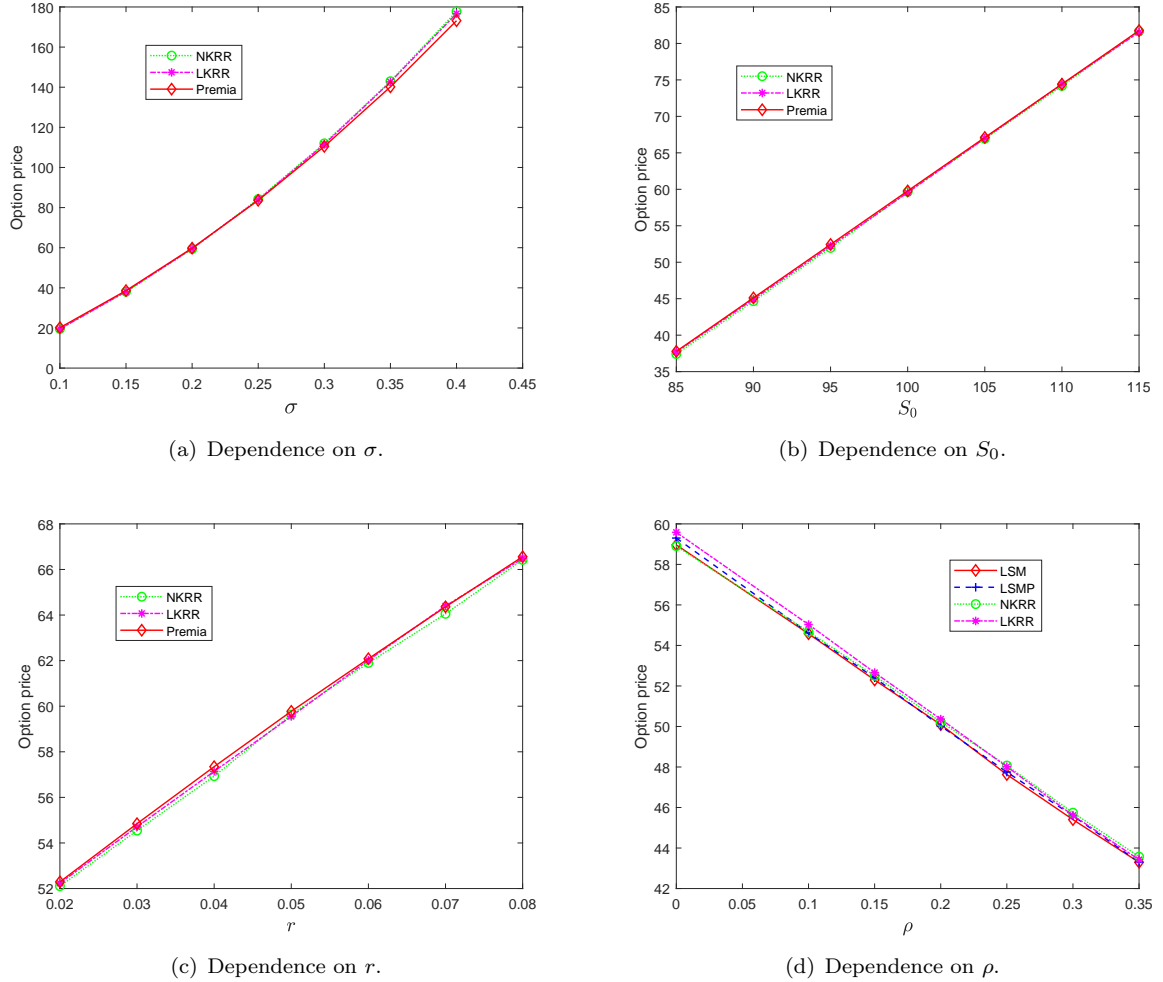 180
160
140
120
100
80
60
40
20
0
Option price
NKRR
LKRR
Premia
0.1 0.15 0.2 0.25 0.3 0.35 0.4 0.45
σ
(a) Dependence on σ.
85
80
75
70
65
60
55
50
45
40
35
Option price
NKRR
LKRR
Premia
85 90 95 100 105 110 115
S0
(b) Dependence on S0.
68
66
64
62
60
58
56
54
52
Option price
NKRR
LKRR
Premia
0.02 0.03 0.04 0.05 0.06 0.07 0.08
r
(c) Dependence on r.
60
58
56
54
52
50
48
46
44
42
Option price
LSM
LSMP
NKRR
LKRR
0 0.05 0.1 0.15 0.2 0.25 0.3 0.35
ρ
(d) Dependence on ρ.